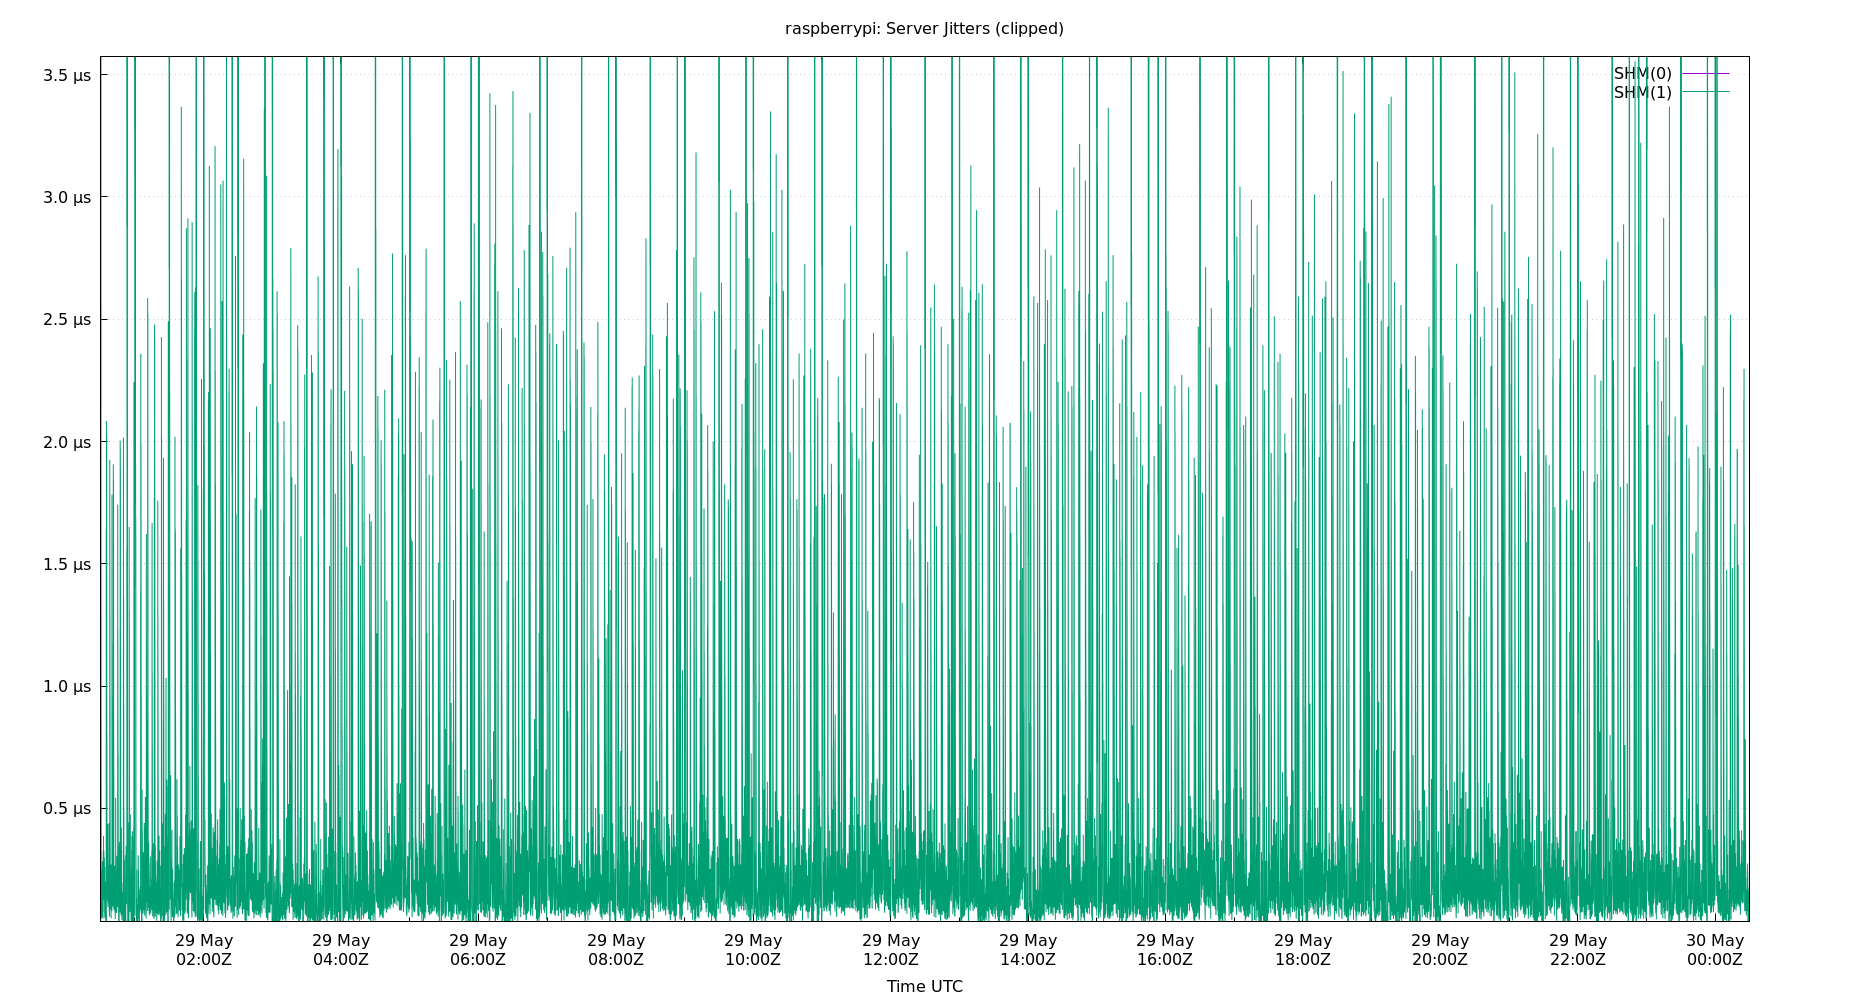 raspberrypi: Server Jitters (clipped)
SHM(0)
SHM(1)
3.5 µs
3.0 µs
2.5 µs
2.0 µs
1.5 µs
1.0 µs
0.5 µs
29 May 29 May 29 May 29 May 29 May 29 May 29 May 29 May 29 May 29 May 29 May 30 May
02:00Z 04:00Z 06:00Z 08:00Z 10:00Z 12:00Z 14:00Z 16:00Z 18:00Z 20:00Z 22:00Z 00:00Z
Time UTC